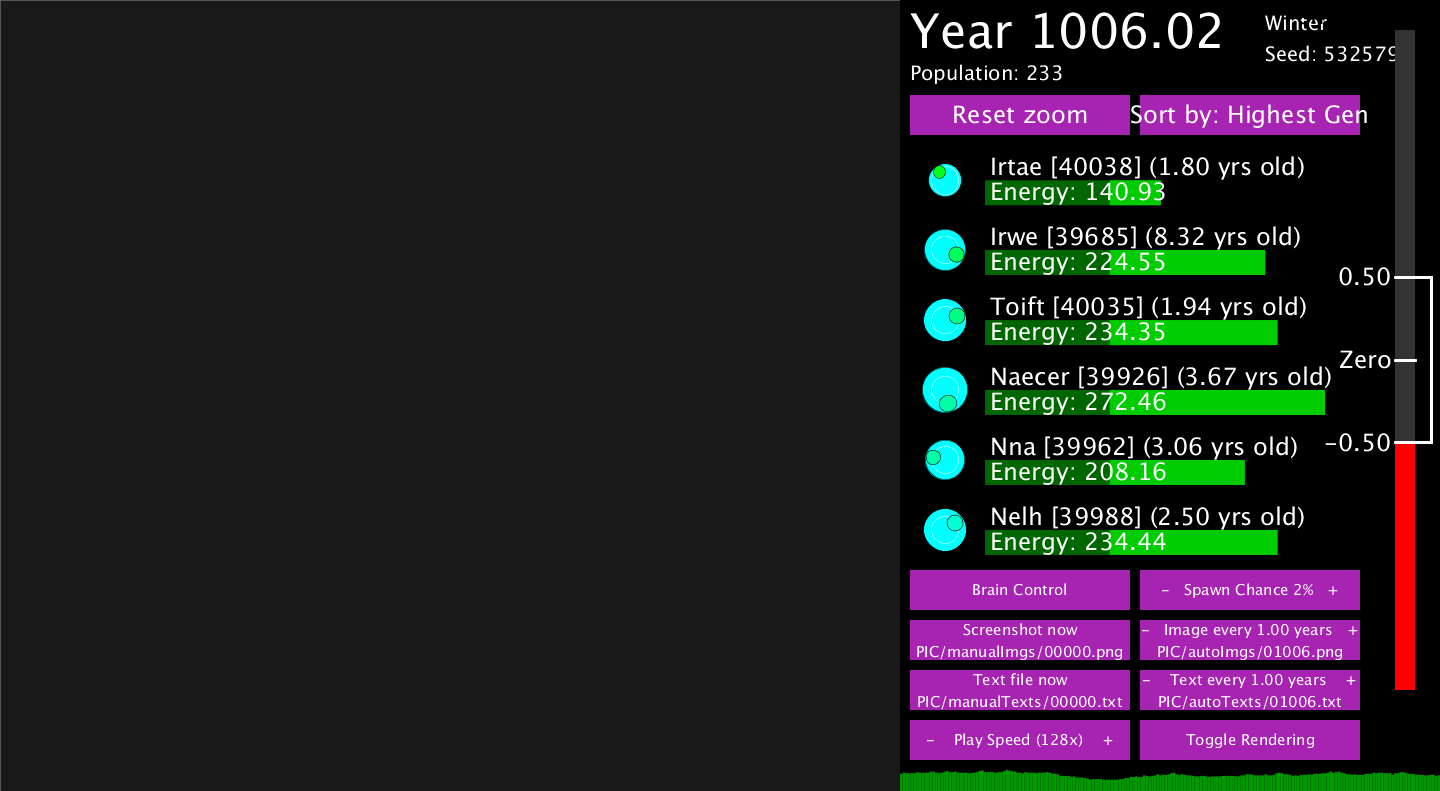 Year 1006.02
Winter
Seed: 532579
Population: 233
Reset zoom
Sort by: Highest Gen
Irtae [40038] (1.80 yrs old)
Energy: 140.93
Irwe [39685] (8.32 yrs old)
Energy: 224.55
0.50
Toift [40035] (1.94 yrs old)
Energy: 234.35
Zero
Naecer [39926] (3.67 yrs old)
Energy: 272.46
-0.50
Nna [39962] (3.06 yrs old)
Energy: 208.16
Nelh [39988] (2.50 yrs old)
Energy: 234.44
Brain Control
- Spawn Chance 2% +
Screenshot now
PIC/manualImgs/00000.png
- Image every 1.00 years +
PIC/autoImgs/01006.png
Text file now
PIC/manualTexts/00000.txt
- Text every 1.00 years +
PIC/autoTexts/01006.txt
- Play Speed (128x) +
Toggle Rendering